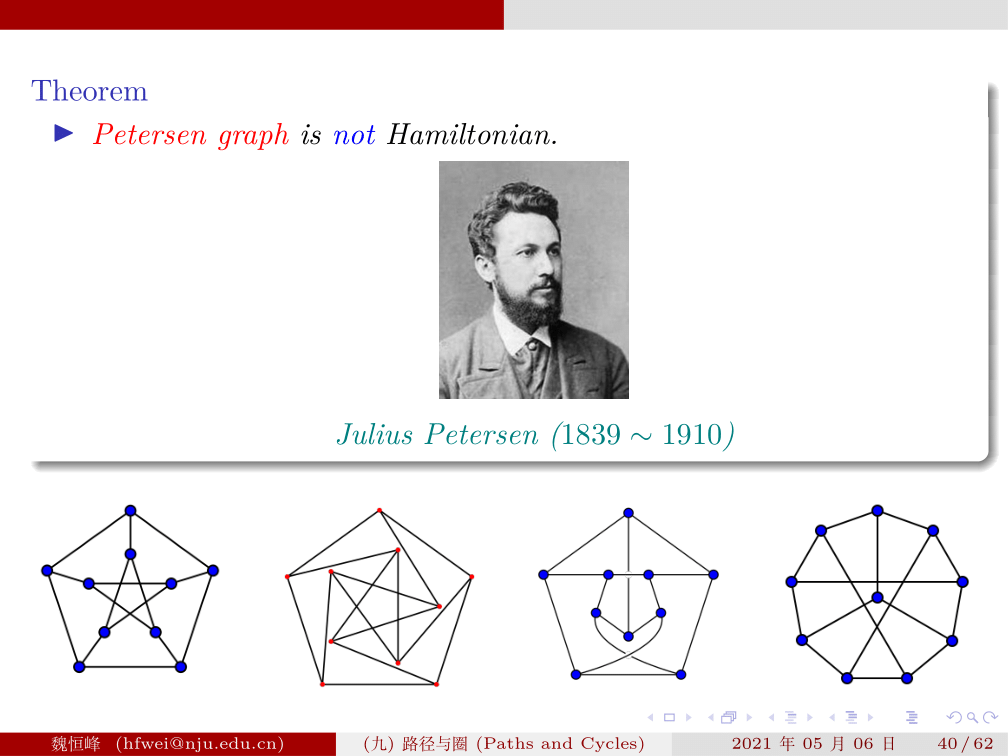 Theorem
Petersen graph is not Hamiltonian.
Julius Petersen (1839 ∼ 1910)
魏恒峰 (hfwei@nju.edu.cn) (九) 路径与圈 (Paths and Cycles) 2021 年 05 月 06 日 40 / 62